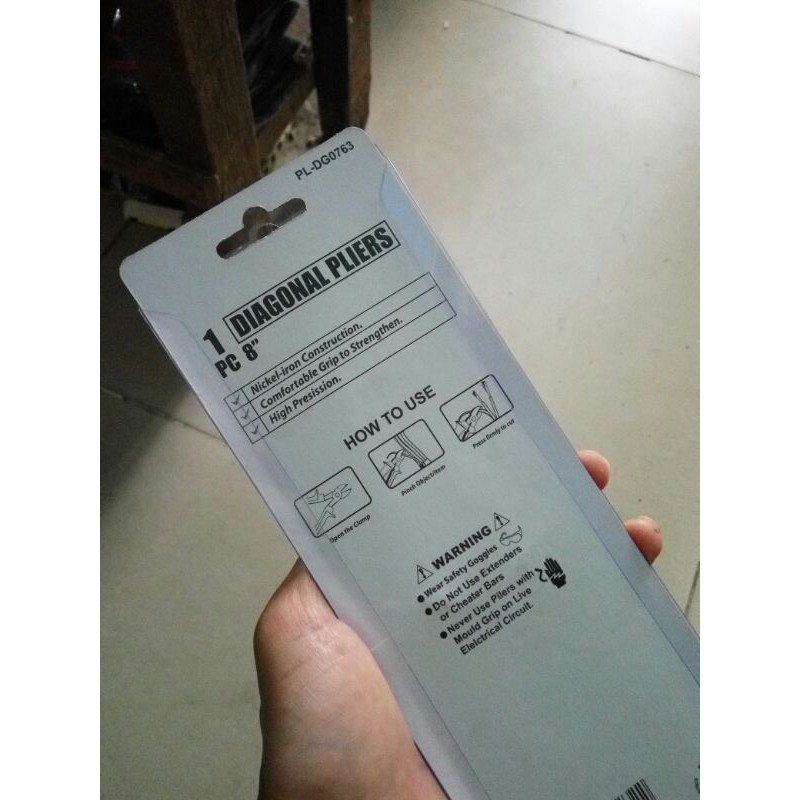 PL-DG0763
1 DIAGONAL PLIERS
PC 8"
Nickel-iron Construction.
Comfortable Grip to Strengthen.
High Presission.
HOW TO USE
Open the Clamp
Pinch Object/Item
Press firmly to cut
WARNING
Wear Safety Goggles
Do Not Use Extenders
or Cheater Bars
Never Use Pilers with
Mould Grip on Live
Elelctrical Circuit.